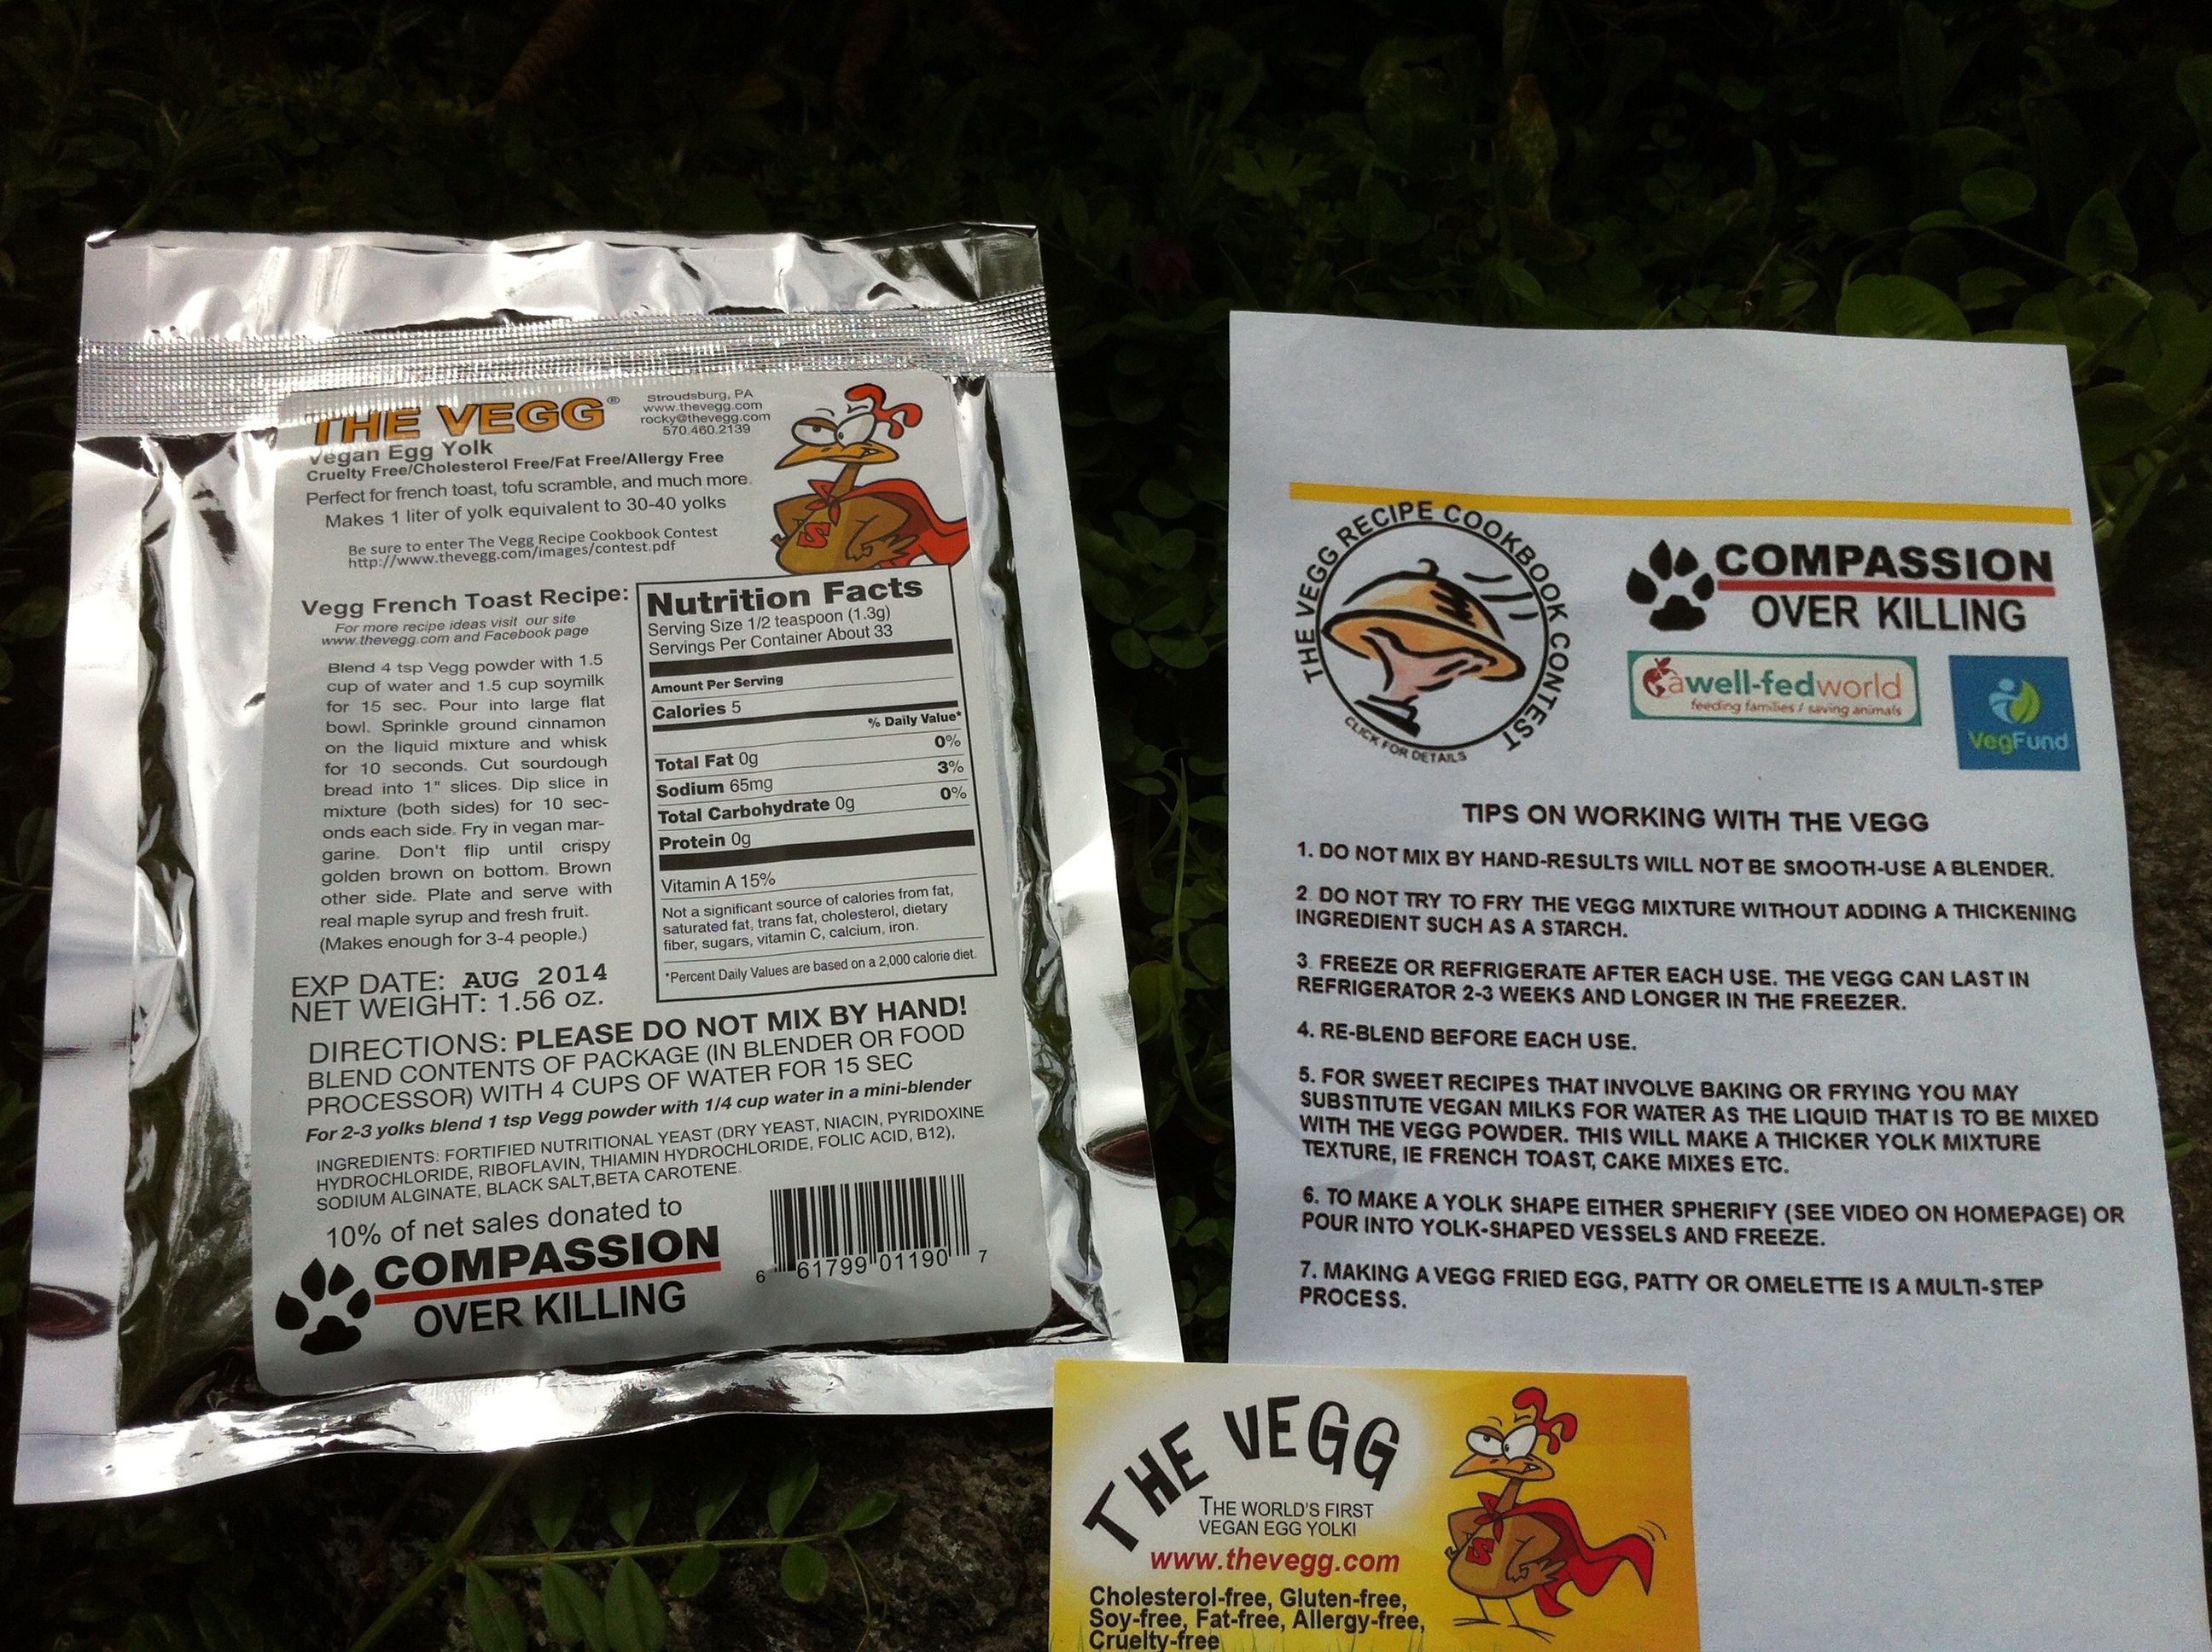 THE VEGG®
Stroudsburg, PA
www.thevegg.com
rocky@thevegg.com
570.460.2139
Vegan Egg Yolk
Cruelty Free/Cholesterol Free/Fat Free/Allergy Free
Perfect for french toast, tofu scramble, and much more.
Makes 1 liter of yolk equivalent to 30-40 yolks
Be sure to enter The Vegg Recipe Cookbook Contest
http://www.thevegg.com/images/contest.pdf
S
Vegg French Toast Recipe:
For more recipe ideas visit our site
www.thevegg.com and Facebook page
Blend 4 tsp Vegg powder with 1.5
cup of water and 1.5 cup soymilk
for 15 sec. Pour into large flat
bowl. Sprinkle ground cinnamon
on the liquid mixture and whisk
for 10 seconds. Cut sourdough
bread into 1" slices. Dip slice in
mixture (both sides) for 10 sec-
onds each side. Fry in vegan mar-
garine. Don't flip until crispy
golden brown on bottom. Brown
other side. Plate and serve with
real maple syrup and fresh fruit.
(Makes enough for 3-4 people.)
Nutrition Facts
Serving Size 1/2 teaspoon (1.3g)
Servings Per Container About 33
Amount Per Serving
Calories 5
% Daily Value*
Total Fat 0g 0%
Sodium 65mg 3%
Total Carbohydrate 0g 0%
Protein 0g
Vitamin A 15%
Not a significant source of calories from fat,
saturated fat, trans fat, cholesterol, dietary
fiber, sugars, vitamin C, calcium, iron.
*Percent Daily Values are based on a 2,000 calorie diet.
EXP DATE: AUG 2014
NET WEIGHT: 1.56 oz.
DIRECTIONS: PLEASE DO NOT MIX BY HAND!
BLEND CONTENTS OF PACKAGE (IN BLENDER OR FOOD
PROCESSOR) WITH 4 CUPS OF WATER FOR 15 SEC
For 2-3 yolks blend 1 tsp Vegg powder with 1/4 cup water in a mini-blender
INGREDIENTS: FORTIFIED NUTRITIONAL YEAST (DRY YEAST, NIACIN, PYRIDOXINE
HYDROCHLORIDE, RIBOFLAVIN, THIAMIN HYDROCHLORIDE, FOLIC ACID, B12),
SODIUM ALGINATE, BLACK SALT,BETA CAROTENE.
10% of net sales donated to
COMPASSION
OVER KILLING
6 61799 01190 7
THE VEGG RECIPE COOKBOOK CONTEST
CLICK FOR DETAILS
COMPASSION
OVER KILLING
a well-fed world
feeding families / saving animals
VegFund
TIPS ON WORKING WITH THE VEGG
1. DO NOT MIX BY HAND-RESULTS WILL NOT BE SMOOTH-USE A BLENDER.
2. DO NOT TRY TO FRY THE VEGG MIXTURE WITHOUT ADDING A THICKENING
INGREDIENT SUCH AS A STARCH.
3. FREEZE OR REFRIGERATE AFTER EACH USE. THE VEGG CAN LAST IN
REFRIGERATOR 2-3 WEEKS AND LONGER IN THE FREEZER.
4. RE-BLEND BEFORE EACH USE.
5. FOR SWEET RECIPES THAT INVOLVE BAKING OR FRYING YOU MAY
SUBSTITUTE VEGAN MILKS FOR WATER AS THE LIQUID THAT IS TO BE MIXED
WITH THE VEGG POWDER. THIS WILL MAKE A THICKER YOLK MIXTURE
TEXTURE, IE FRENCH TOAST, CAKE MIXES ETC.
6. TO MAKE A YOLK SHAPE EITHER SPHERIFY (SEE VIDEO ON HOMEPAGE) OR
POUR INTO YOLK-SHAPED VESSELS AND FREEZE.
7. MAKING A VEGG FRIED EGG, PATTY OR OMELETTE IS A MULTI-STEP
PROCESS.
THE VEGG
THE WORLD'S FIRST
VEGAN EGG YOLK!
www.thevegg.com
Cholesterol-free, Gluten-free,
Soy-free, Fat-free, Allergy-free,
Cruelty-free
S